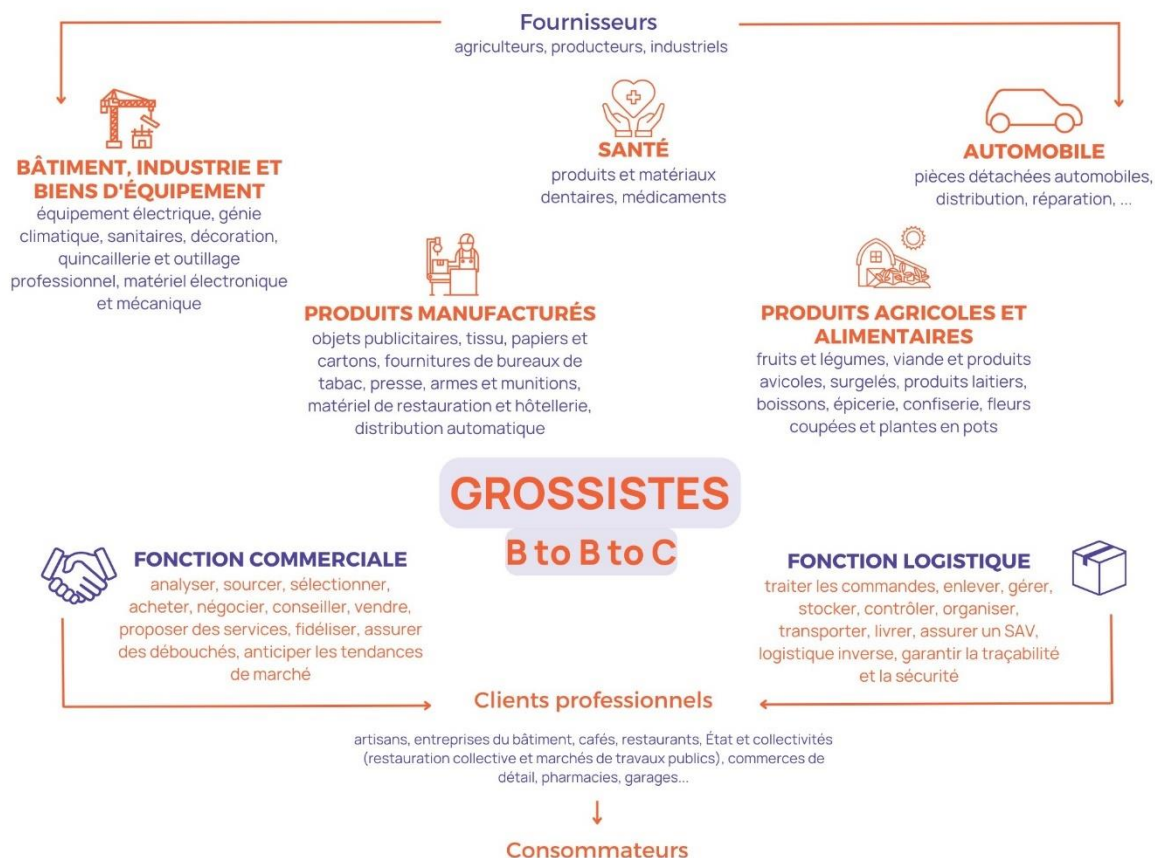 Fournisseurs
agriculteurs, producteurs, industriels
BÂTIMENT, INDUSTRIE ET
BIENS D'ÉQUIPEMENT
équipement électrique, génie
climatique, sanitaires, décoration,
quincaillerie et outillage
professionnel, matériel électronique
et mécanique
SANTÉ
produits et matériaux
dentaires, médicaments
AUTOMOBILE
pièces détachées automobiles,
distribution, réparation, ...
PRODUITS MANUFACTURÉS
objets publicitaires, tissu, papiers et
cartons, fournitures de bureaux de
tabac, presse, armes et munitions,
matériel de restauration et hôtellerie,
distribution automatique
PRODUITS AGRICOLES ET
ALIMENTAIRES
fruits et légumes, viande et produits
avicoles, surgelés, produits laitiers,
boissons, épicerie, confiserie, fleurs
coupées et plantes en pots
GROSSISTES
B to B to C
FONCTION COMMERCIALE
analyser, sourcer, sélectionner,
acheter, négocier, conseiller, vendre,
proposer des services, fidéliser, assurer
des débouchés, anticiper les tendances
de marché
FONCTION LOGISTIQUE
traiter les commandes, enlever, gérer,
stocker, contrôler, organiser,
transporter, livrer, assurer un SAV,
logistique inverse, garantir la traçabilité
et la sécurité
Clients professionnels
artisans, entreprises du bâtiment, cafés, restaurants, État et collectivités
(restauration collective et marchés de travaux publics), commerces de
détail, pharmacies, garages...
Consommateurs